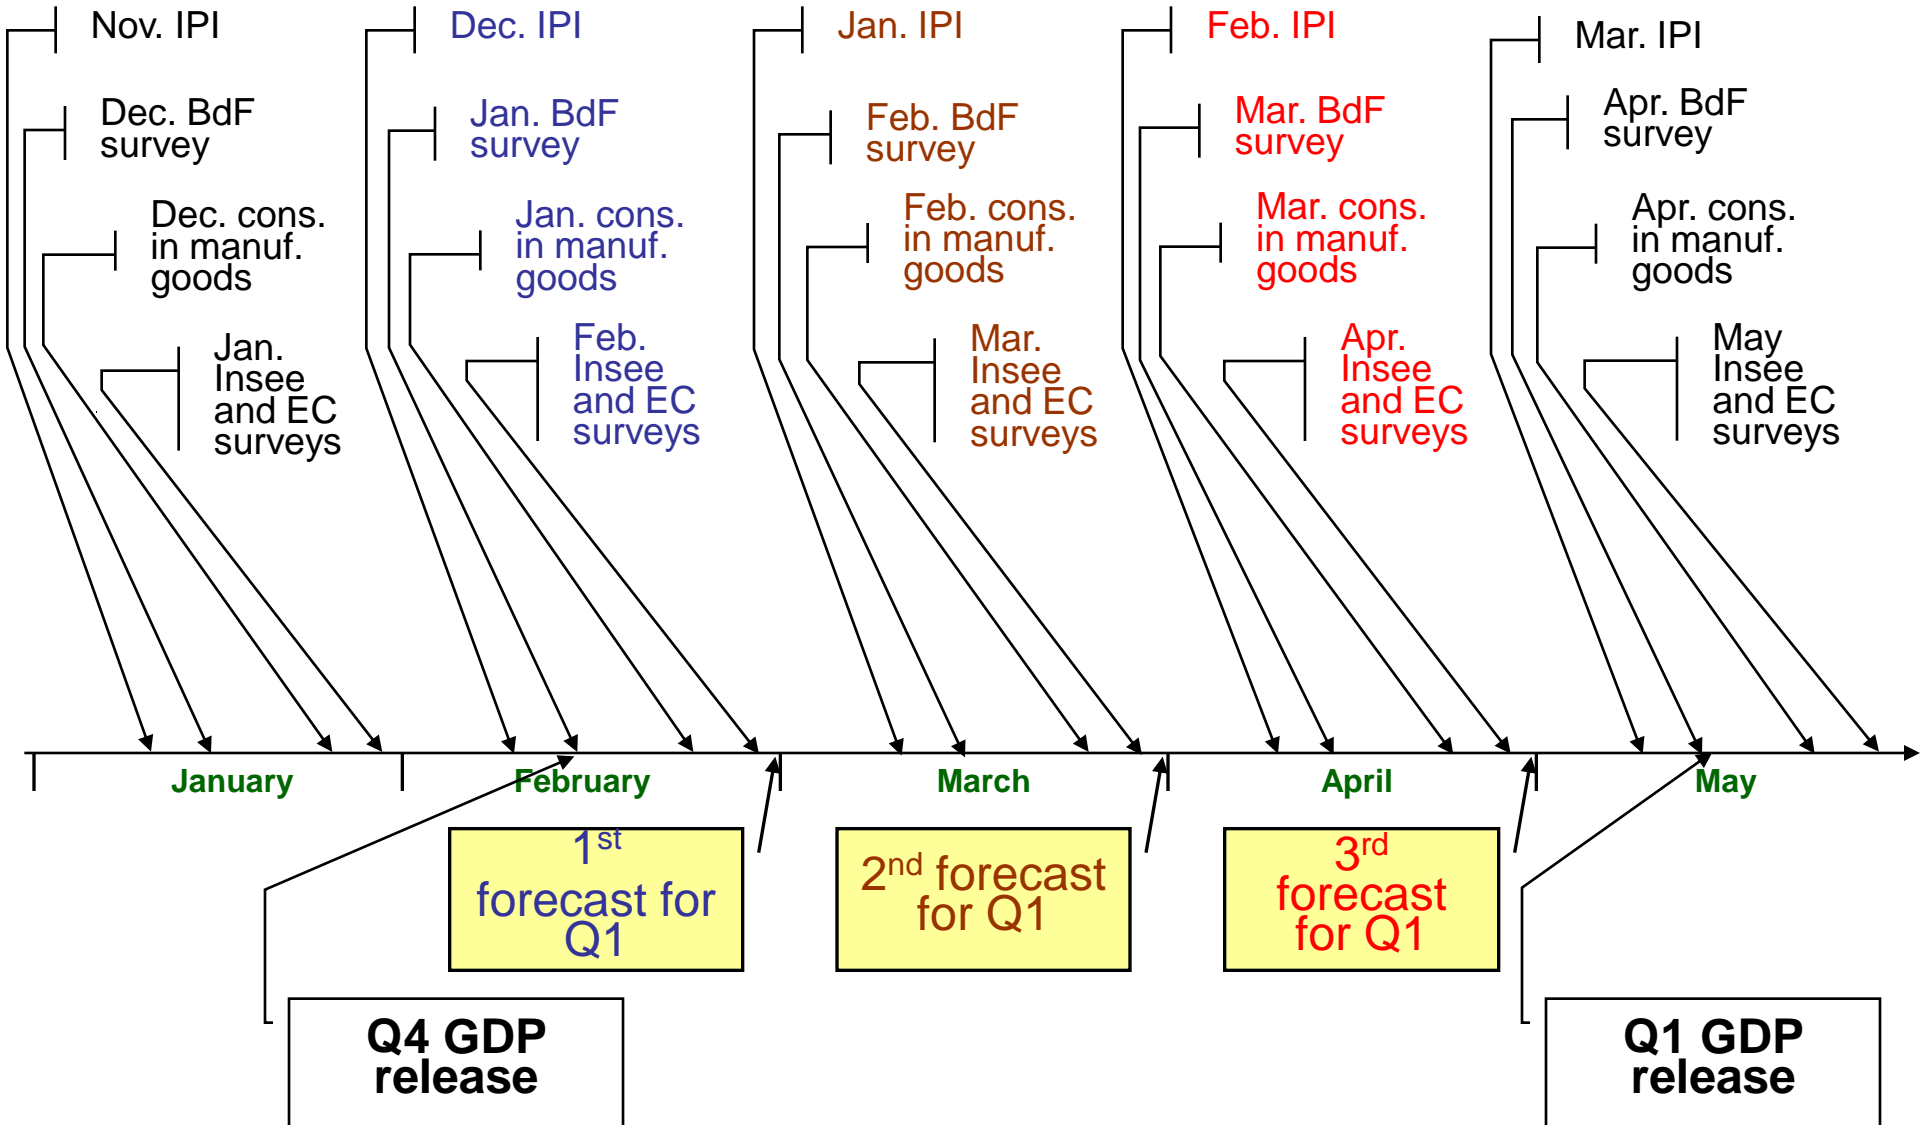 Nov. IPI
Dec. BdF
survey
Dec. cons.
in manuf.
goods
Jan.
Insee
and EC
surveys
Dec. IPI
Jan. BdF
survey
Jan. cons.
in manuf.
goods
Feb.
Insee
and EC
surveys
Jan. IPI
Feb. BdF
survey
Feb. cons.
in manuf.
goods
Mar.
Insee
and EC
surveys
Feb. IPI
Mar. BdF
survey
Mar. cons.
in manuf.
goods
Apr.
Insee
and EC
surveys
Mar. IPI
Apr. BdF
survey
Apr. cons.
in manuf.
goods
May
Insee
and EC
surveys
January
February
March
April
May
1st
forecast for
Q1
2nd forecast
for Q1
3rd
forecast
for Q1
Q4 GDP
release
Q1 GDP
release